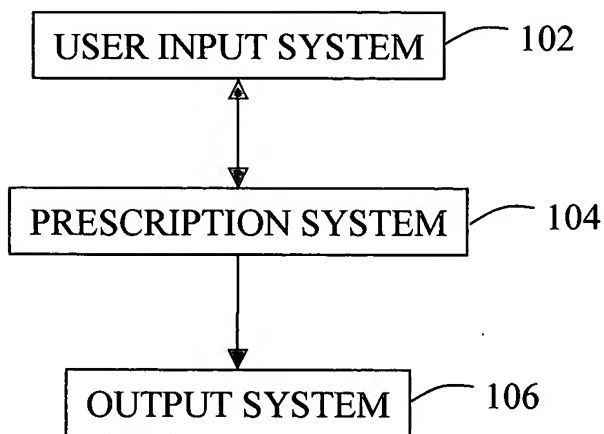 USER INPUT SYSTEM 102
PRESCRIPTION SYSTEM 104
OUTPUT SYSTEM 106